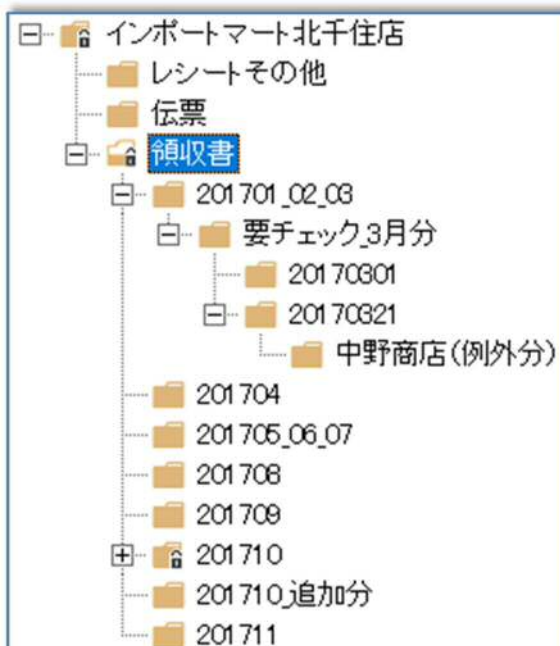 インポートマート北千住店
レシートその他
伝票
領収書
201701_02_03
要チェック_3月分
20170301
20170321
中野商店(例外分)
201704
201705_06_07
201708
201709
201710
201710_追加分
201711